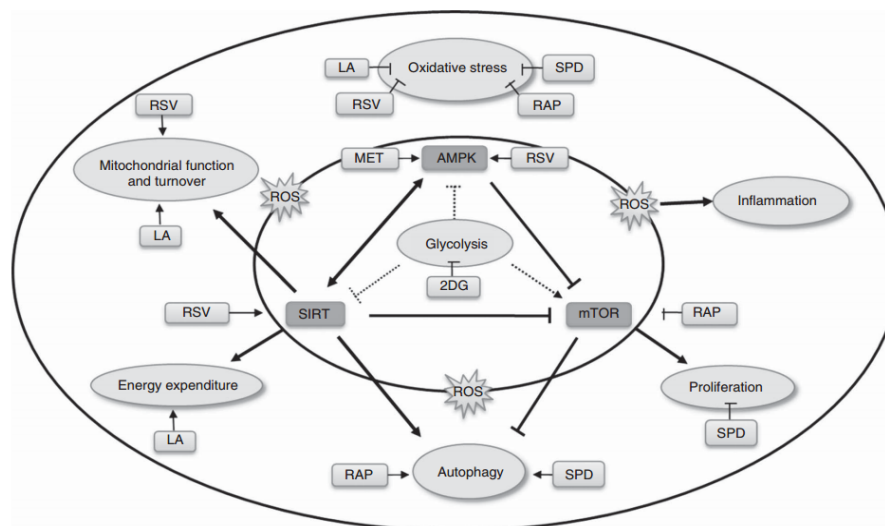 Oxidative stress
LA
SPD
RSV
RAP
RSV
Mitochondrial function
and turnover
LA
MET
AMPK
RSV
ROS
ROS
Inflammation
Glycolysis
2DG
RSV
SIRT
mTOR
RAP
Energy expenditure
LA
ROS
Proliferation
SPD
RAP
Autophagy
SPD